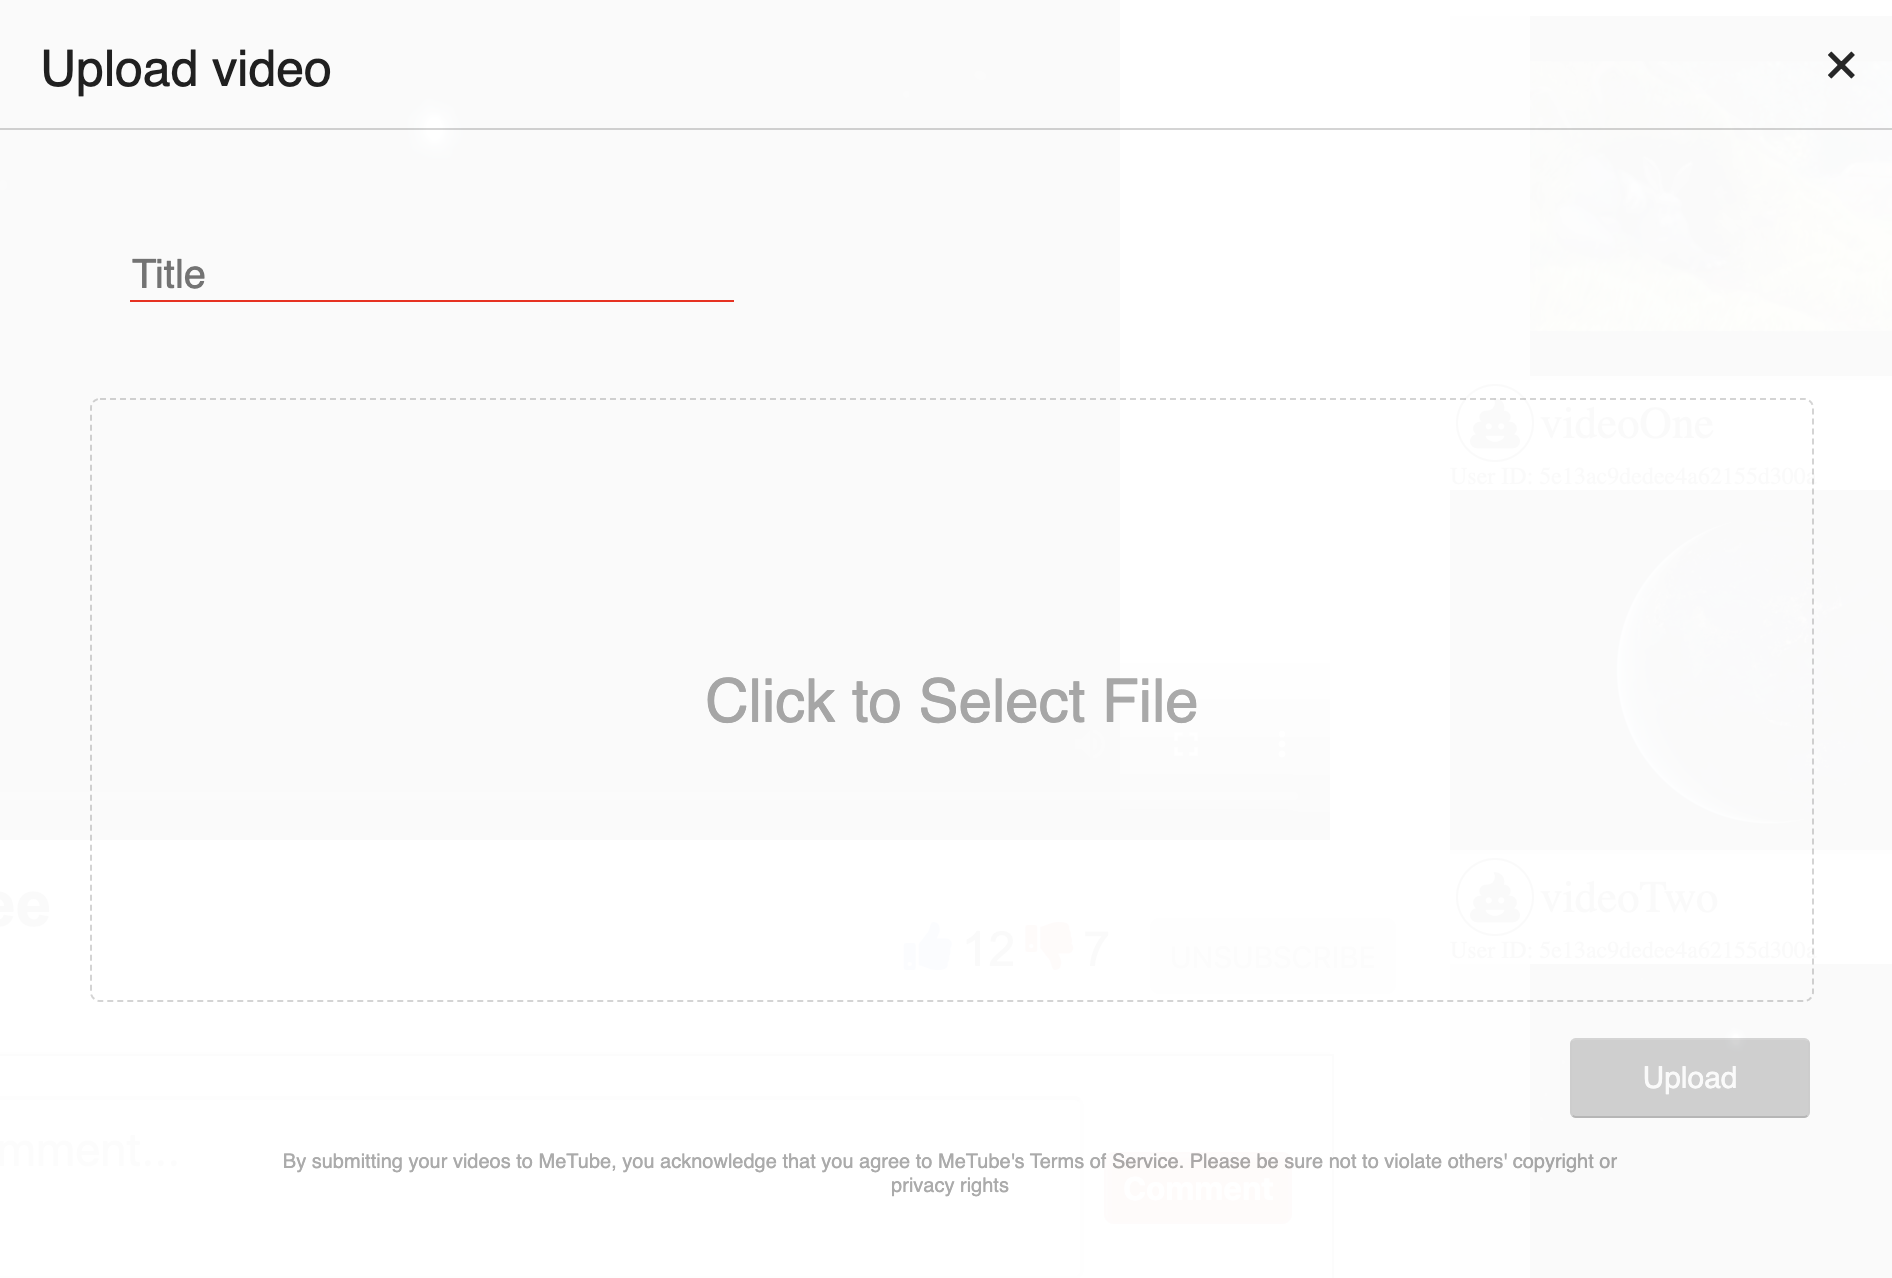 Upload video
Title
videoOne
User ID: 5e13ac9dedee4a62155d300
Click to Select File
ee
12 7 UNSUBSCRIBE
videoTwo
User ID: 5e13ac9dedee4a62155d300
Upload
mment...
By submitting your videos to MeTube, you acknowledge that you agree to MeTube's Terms of Service. Please be sure not to violate others' copyright or
privacy rights
Comment